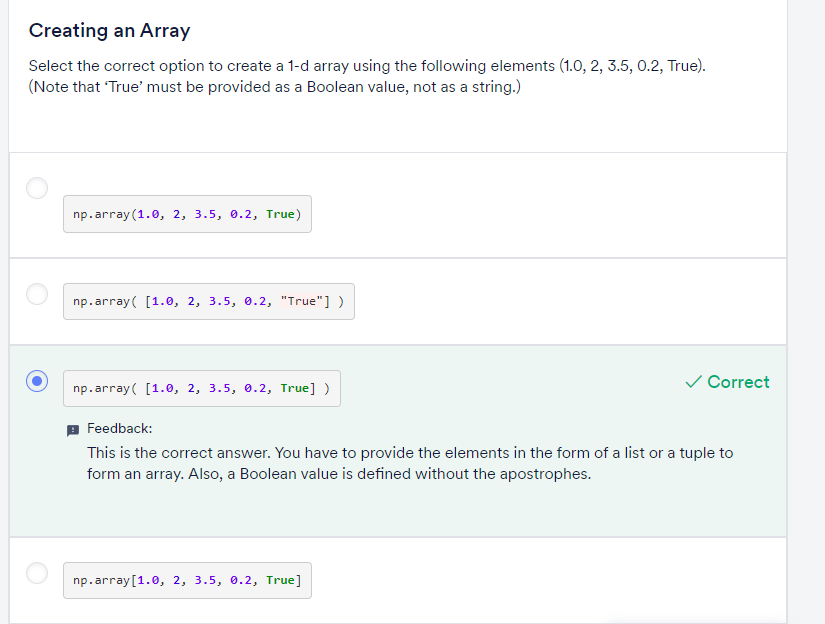 Creating an Array
Select the correct option to create a 1-d array using the following elements (1.0, 2, 3.5, 0.2, True).
(Note that ‘True’ must be provided as a Boolean value, not as a string.)
np.array(1.0, 2, 3.5, 0.2, True)
np.array( [1.0, 2, 3.5, 0.2, "True"] )
np.array( [1.0, 2, 3.5, 0.2, True] )
✓ Correct
Feedback:
This is the correct answer. You have to provide the elements in the form of a list or a tuple to
form an array. Also, a Boolean value is defined without the apostrophes.
np.array[1.0, 2, 3.5, 0.2, True]